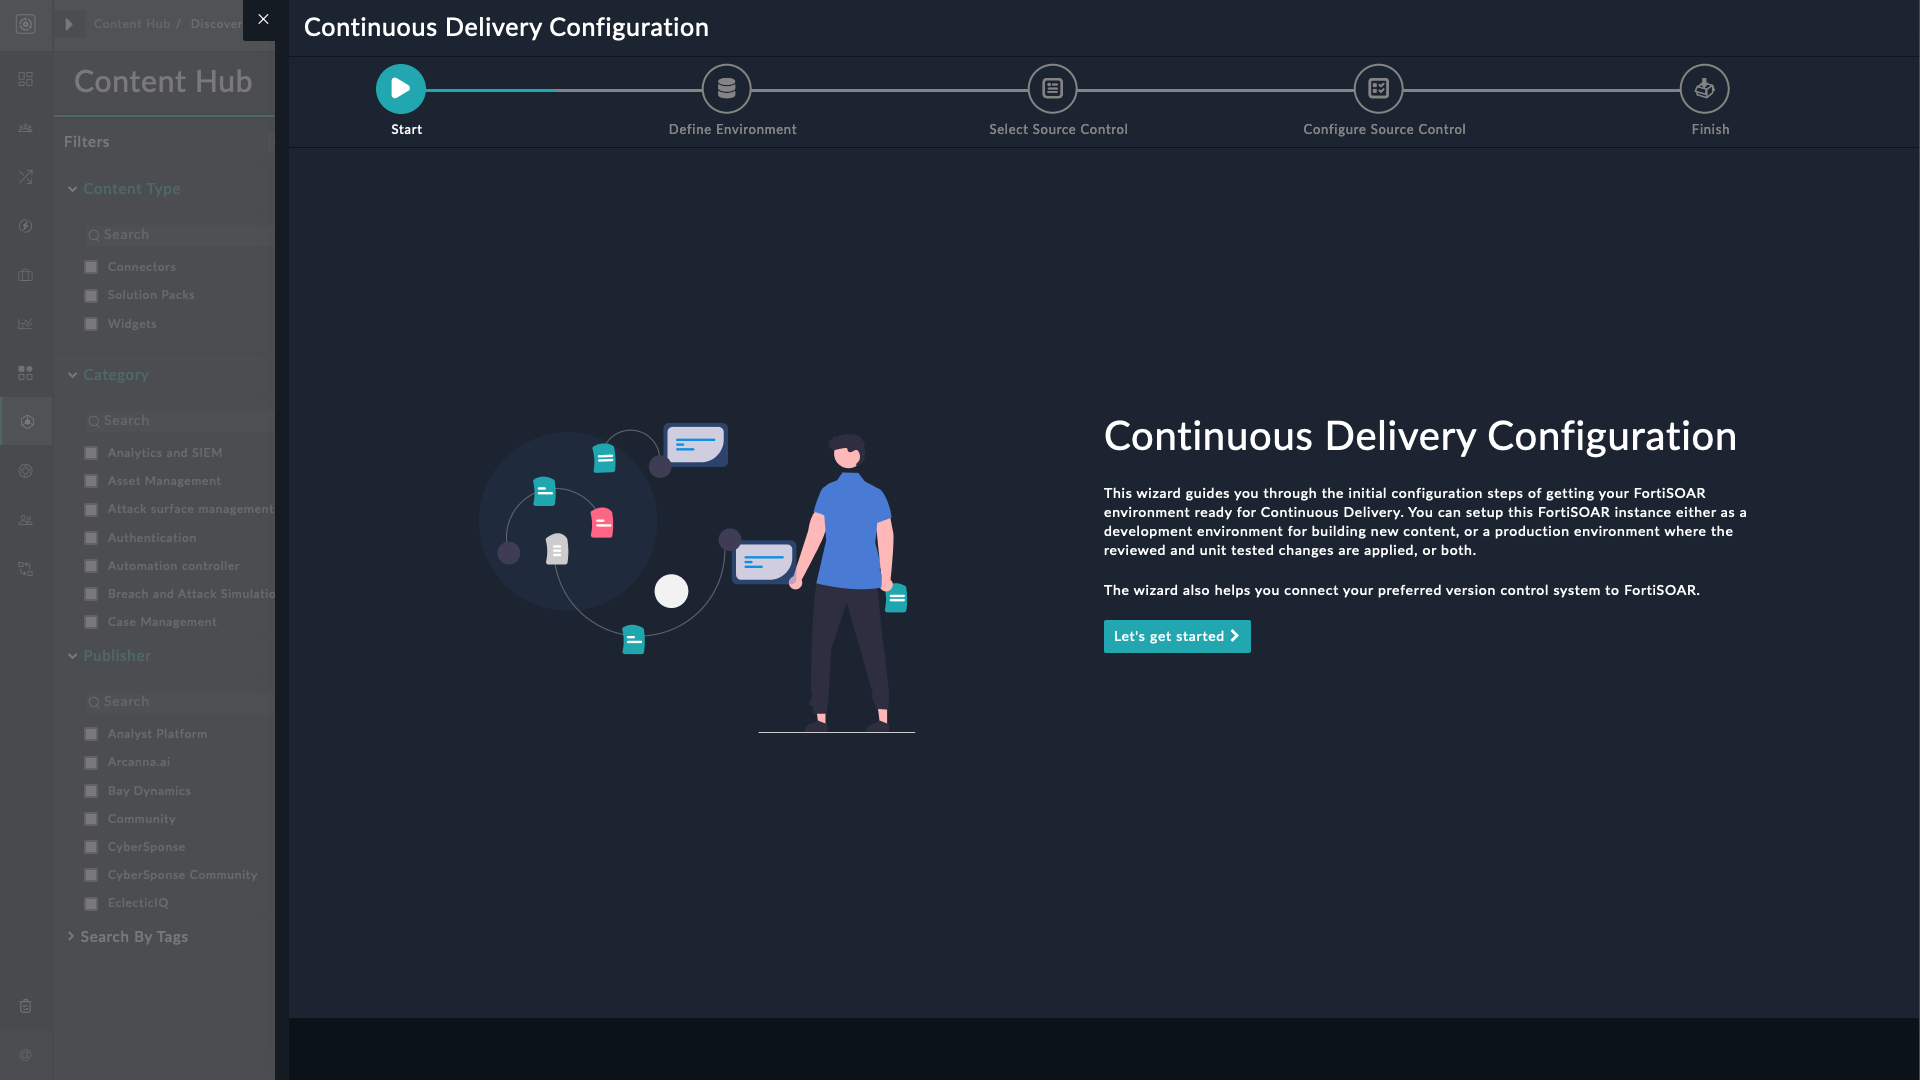 Content Hub / Discover
Continuous Delivery Configuration
Content Hub
Start
Define Environment
Select Source Control
Configure Source Control
Finish
Filters
Content Type
Search
Connectors
Solution Packs
Widgets
Category
Search
Analytics and SIEM
Asset Management
Attack surface management
Authentication
Automation controller
Breach and Attack Simulatio
Case Management
Publisher
Search
Analyst Platform
Arcanna.ai
Bay Dynamics
Community
CyberSponse
CyberSponse Community
EclecticIQ
Search By Tags
Continuous Delivery Configuration
This wizard guides you through the initial configuration steps of getting your FortiSOAR
environment ready for Continuous Delivery. You can setup this FortiSOAR instance either as a
development environment for building new content, or a production environment where the
reviewed and unit tested changes are applied, or both.
The wizard also helps you connect your preferred version control system to FortiSOAR.
Let's get started